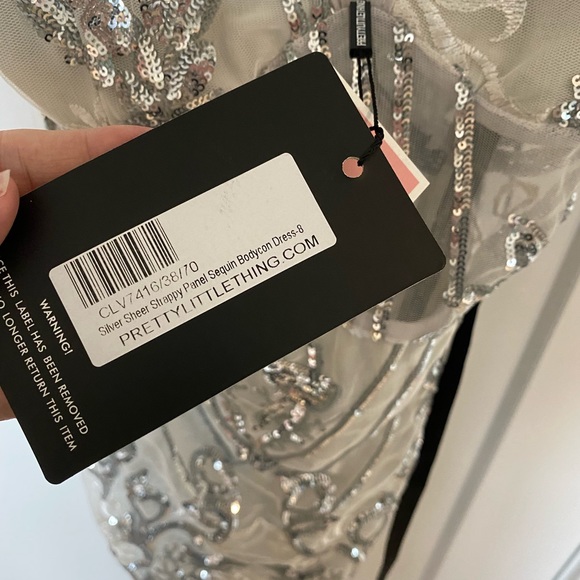 PRETTYLITTLETHING
CLV7416/38/70
Silver Sheer Strappy Panel Sequin Bodycon Dress-8
PRETTYLITTLETHING.COM
WARNING!
THIS LABEL HAS BEEN REMOVED
LONGER RETURN THIS ITEM